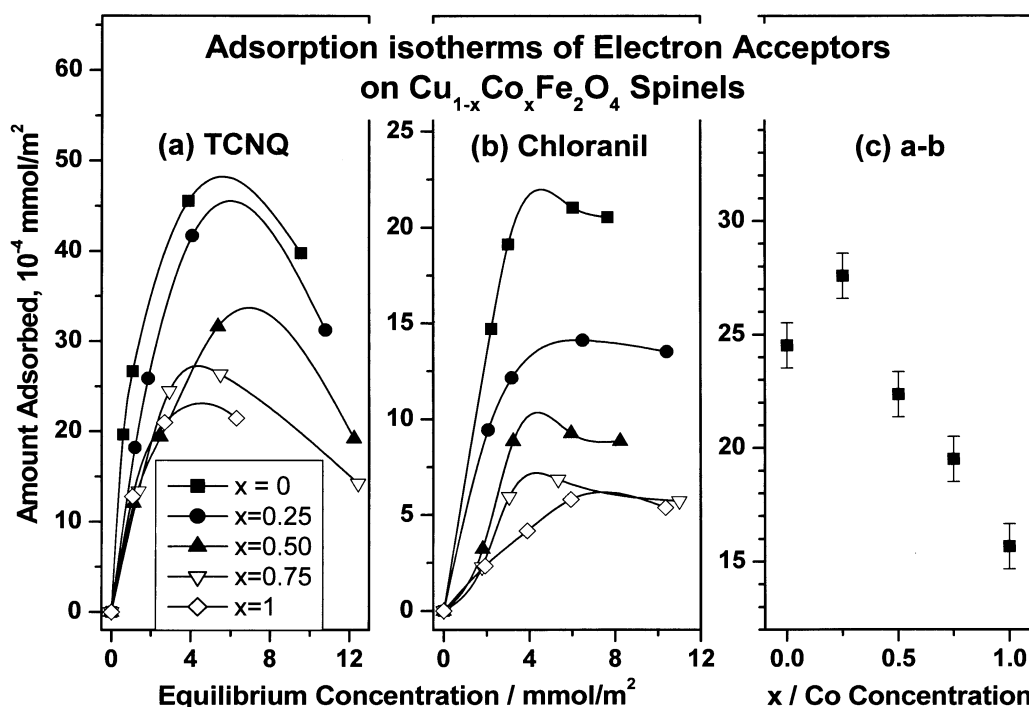 Adsorption isotherms of Electron Acceptors
on Cu₁₋ₓCoₓFe₂O₄ Spinels
(a) TCNQ
(b) Chloranil
(c) a-b
Amount Adsorbed, 10⁻⁴ mmol/m²
60
50
40
30
20
10
0
x = 0
x=0.25
x=0.50
x=0.75
x=1
0 4 8 12
25
20
15
10
5
0
0 4 8 12
30
25
20
15
0.0 0.5 1.0
Equilibrium Concentration / mmol/m²
x / Co Concentration